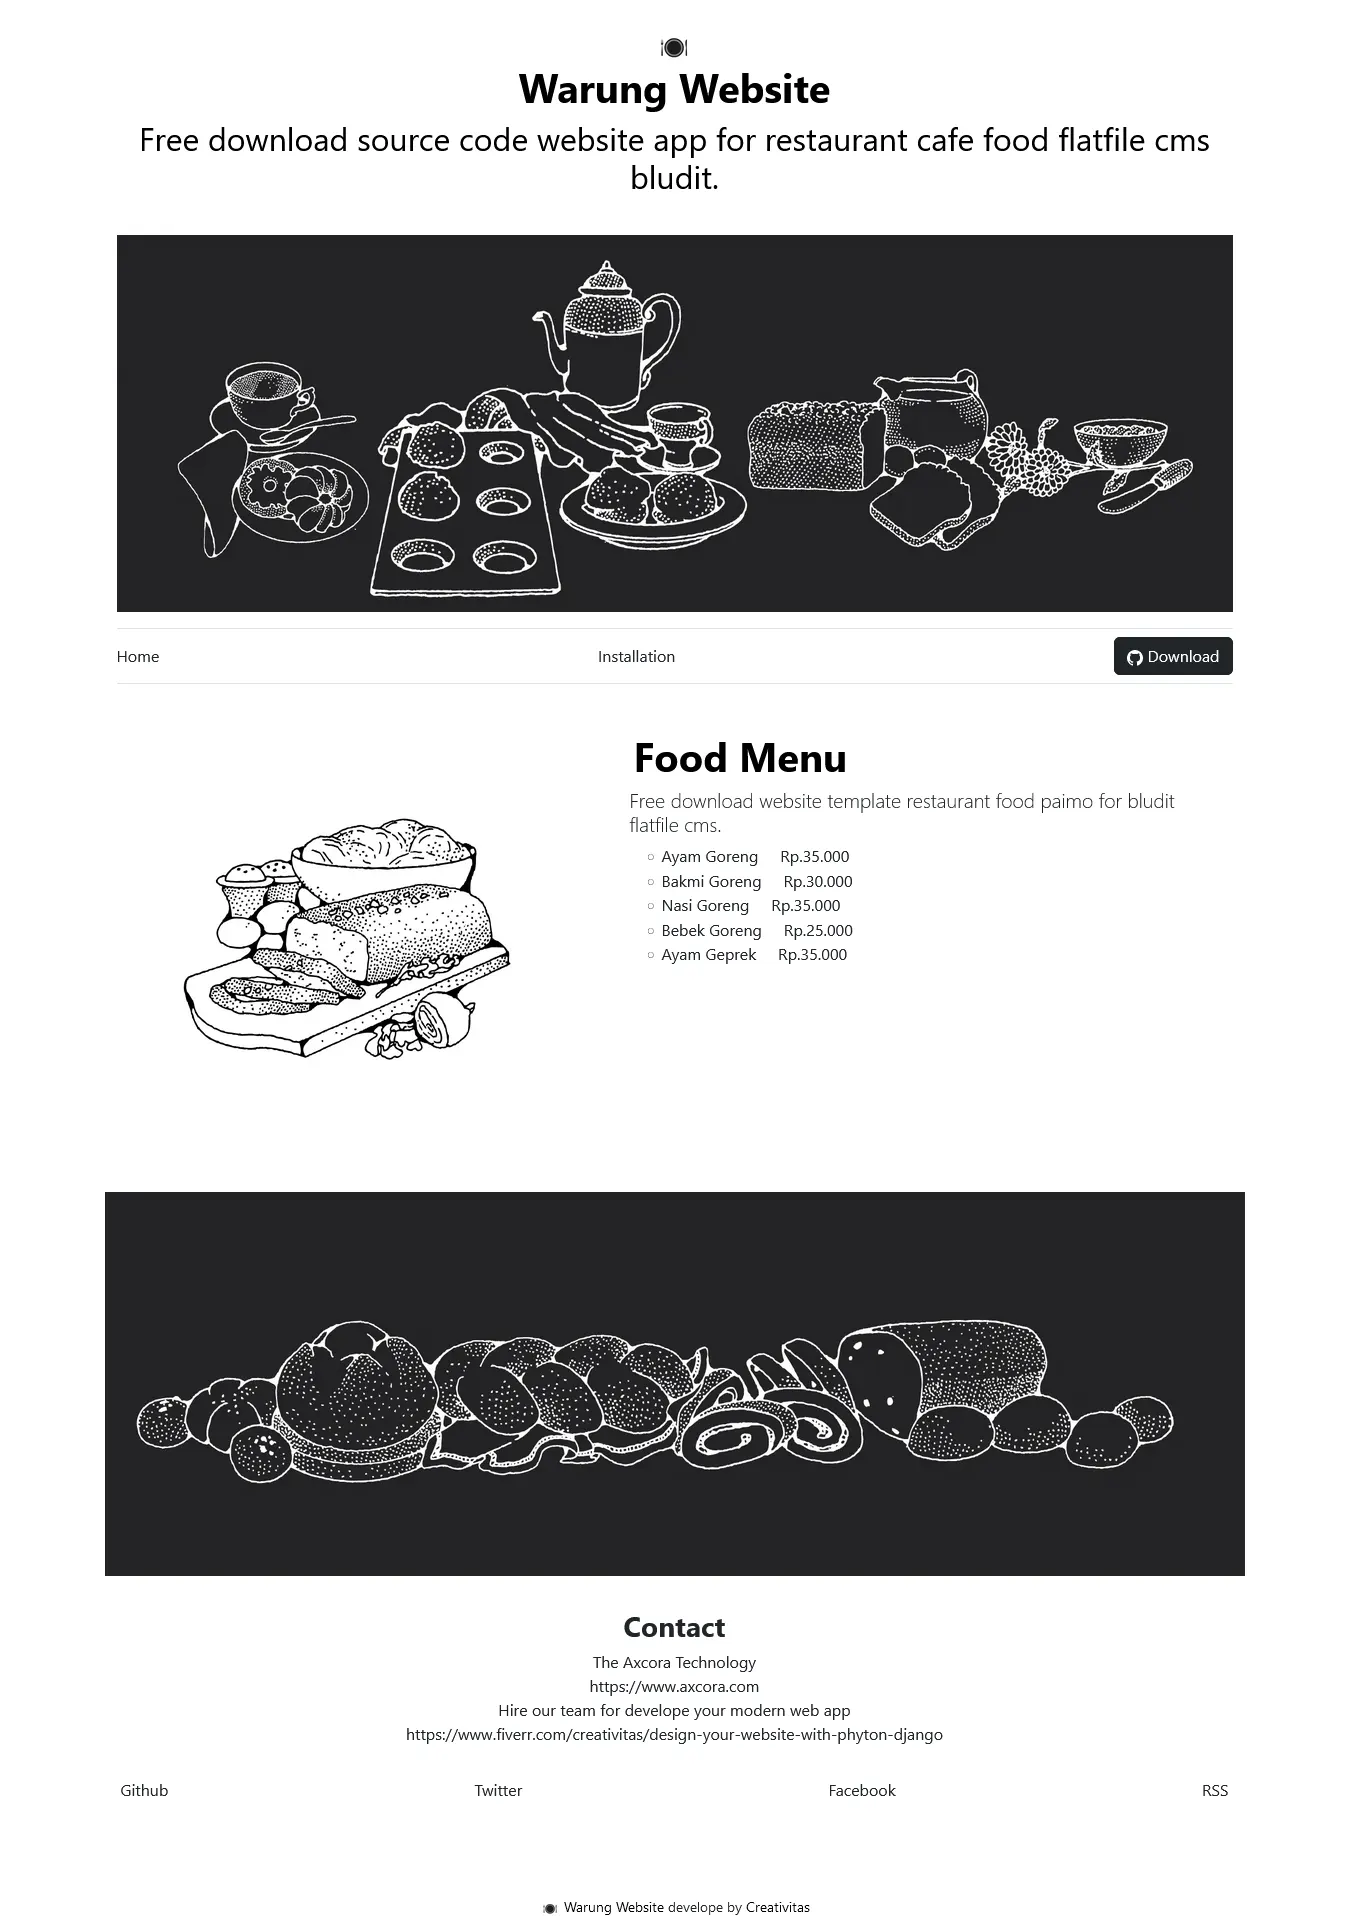 Warung Website
Free download source code website app for restaurant cafe food flatfile cms
bludit.
Home
Installation
Download
Food Menu
Free download website template restaurant food paimo for bludit
flatfile cms.
Ayam Goreng Rp.35.000
Bakmi Goreng Rp.30.000
Nasi Goreng Rp.35.000
Bebek Goreng Rp.25.000
Ayam Geprek Rp.35.000
Contact
The Axcora Technology
https://www.axcora.com
Hire our team for develope your modern web app
https://www.fiverr.com/creativitas/design-your-website-with-phyton-django
Github
Twitter
Facebook
RSS
Warung Website develope by Creativitas